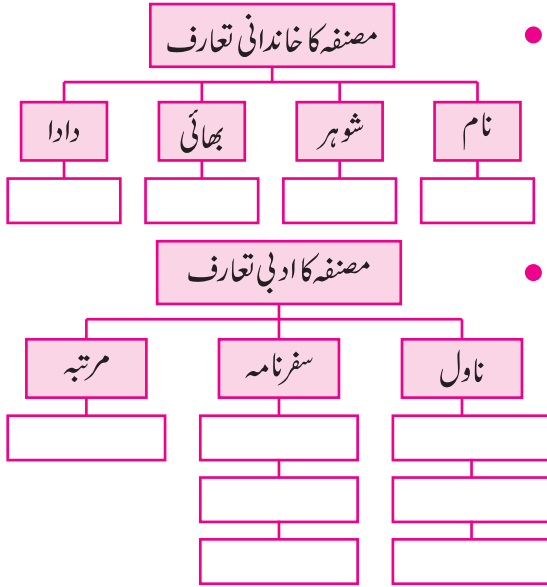 مصنفہ کا خاندانی تعارف
نام شوہر بھائی دادا
مصنفہ کا ادبی تعارف
ناول سفرنامہ مرتبہ